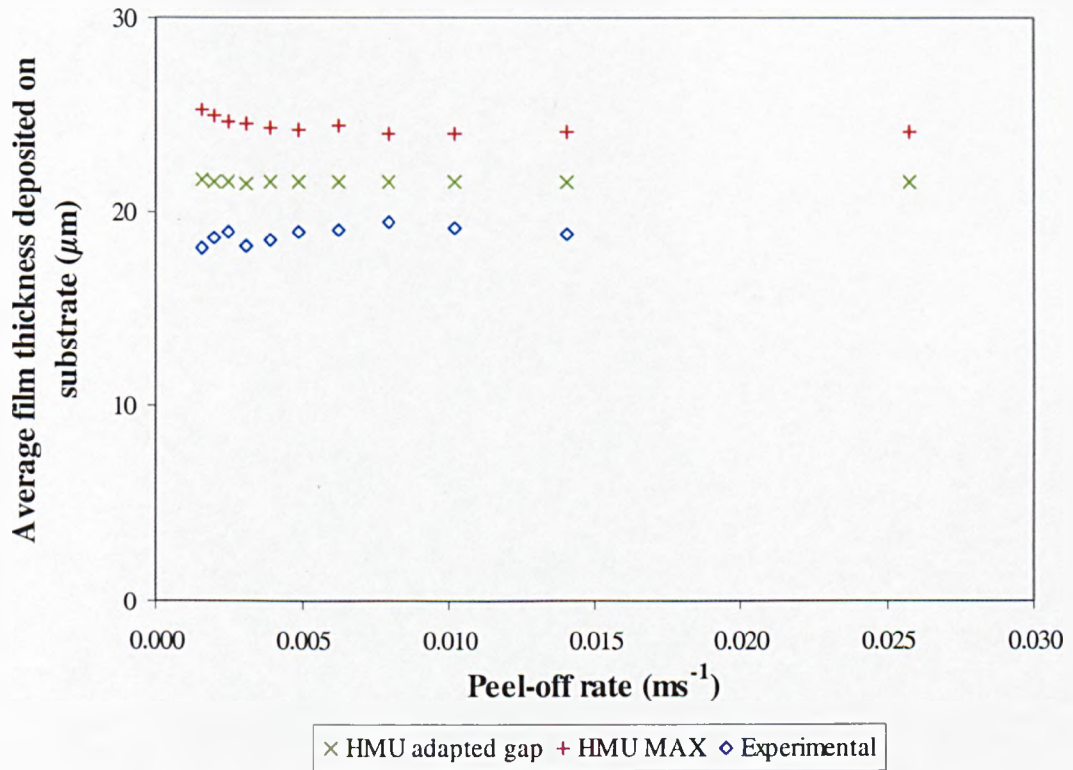 Average film thickness deposited on
substrate (μm)
30
20
10
0
0.000 0.005 0.010 0.015 0.020 0.025 0.030
Peel-off rate (ms⁻¹)
× HMU adapted gap + HMU MAX ◇ Experimental